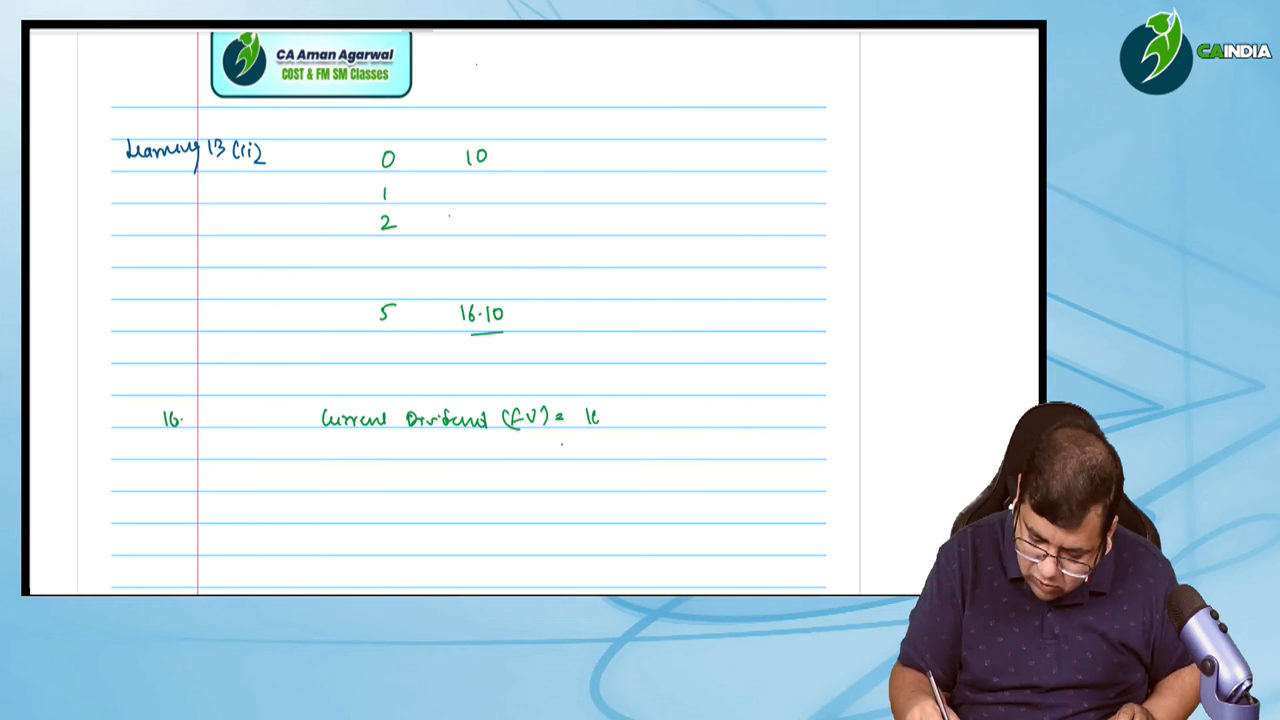 CA Aman Agarwal
COST & FM SM Classes
CAINDIA
Learning 13 (ii)
0 10
1
2
5 16.10
16. Current Dividend (FV) = 16